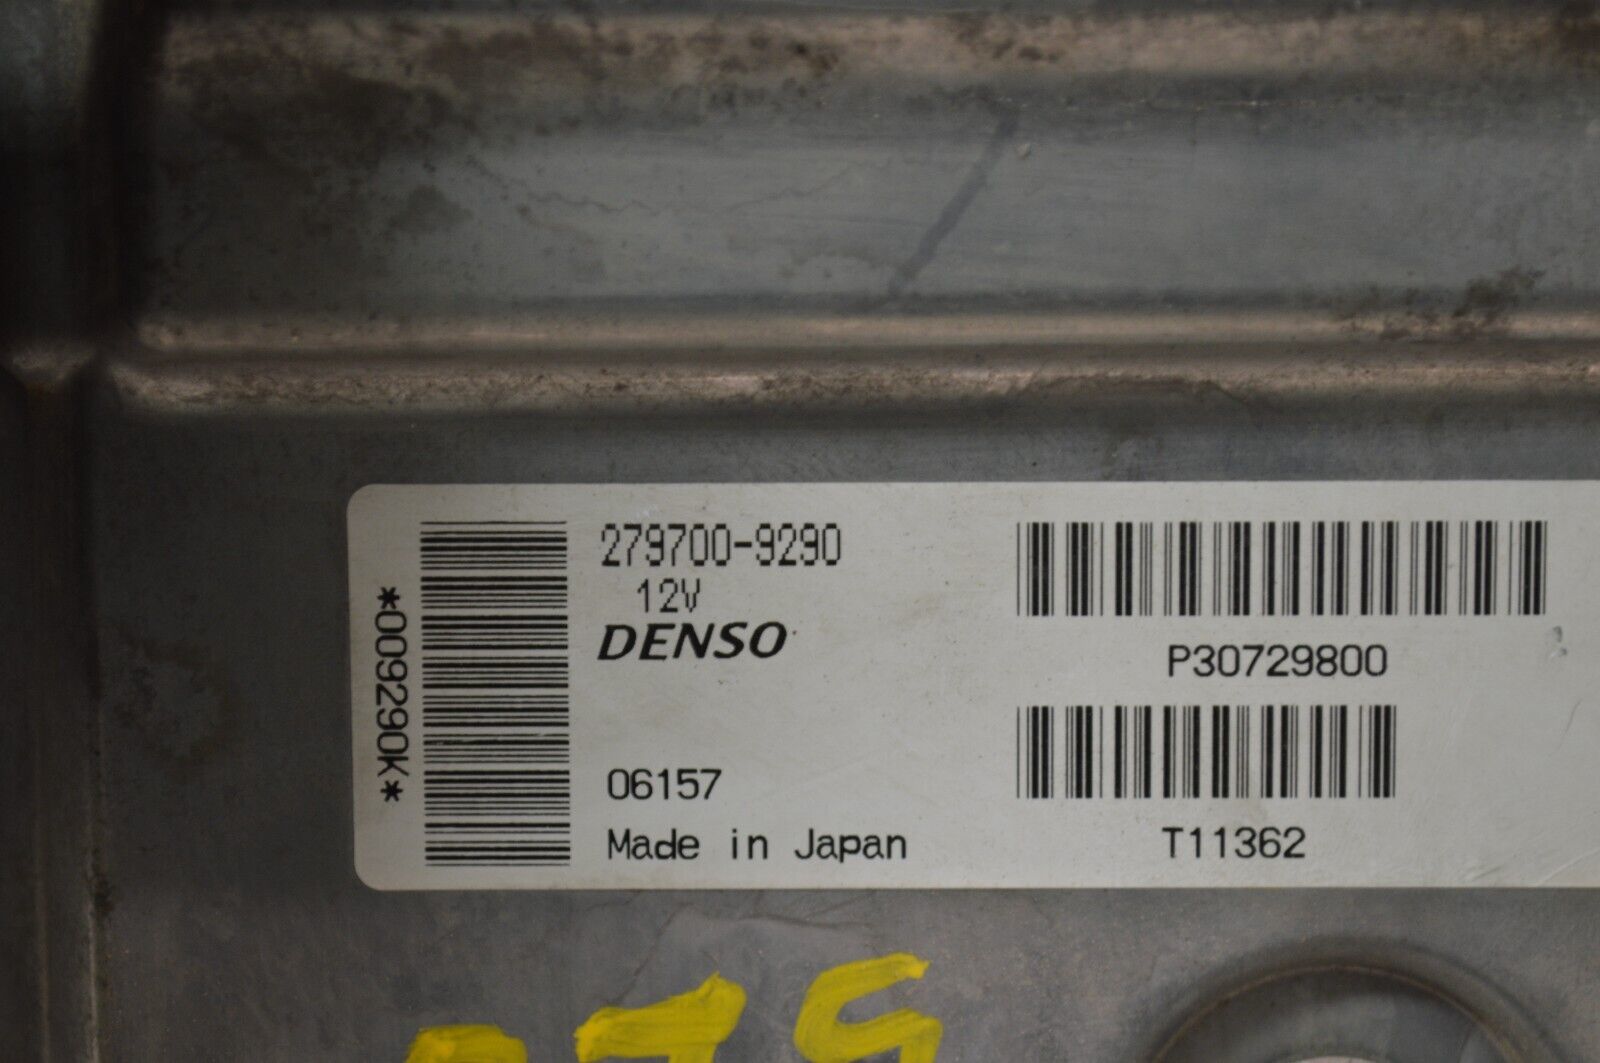 279700-9290
12V
DENSO
06157
Made in Japan
P30729800
T11362
*009290K*